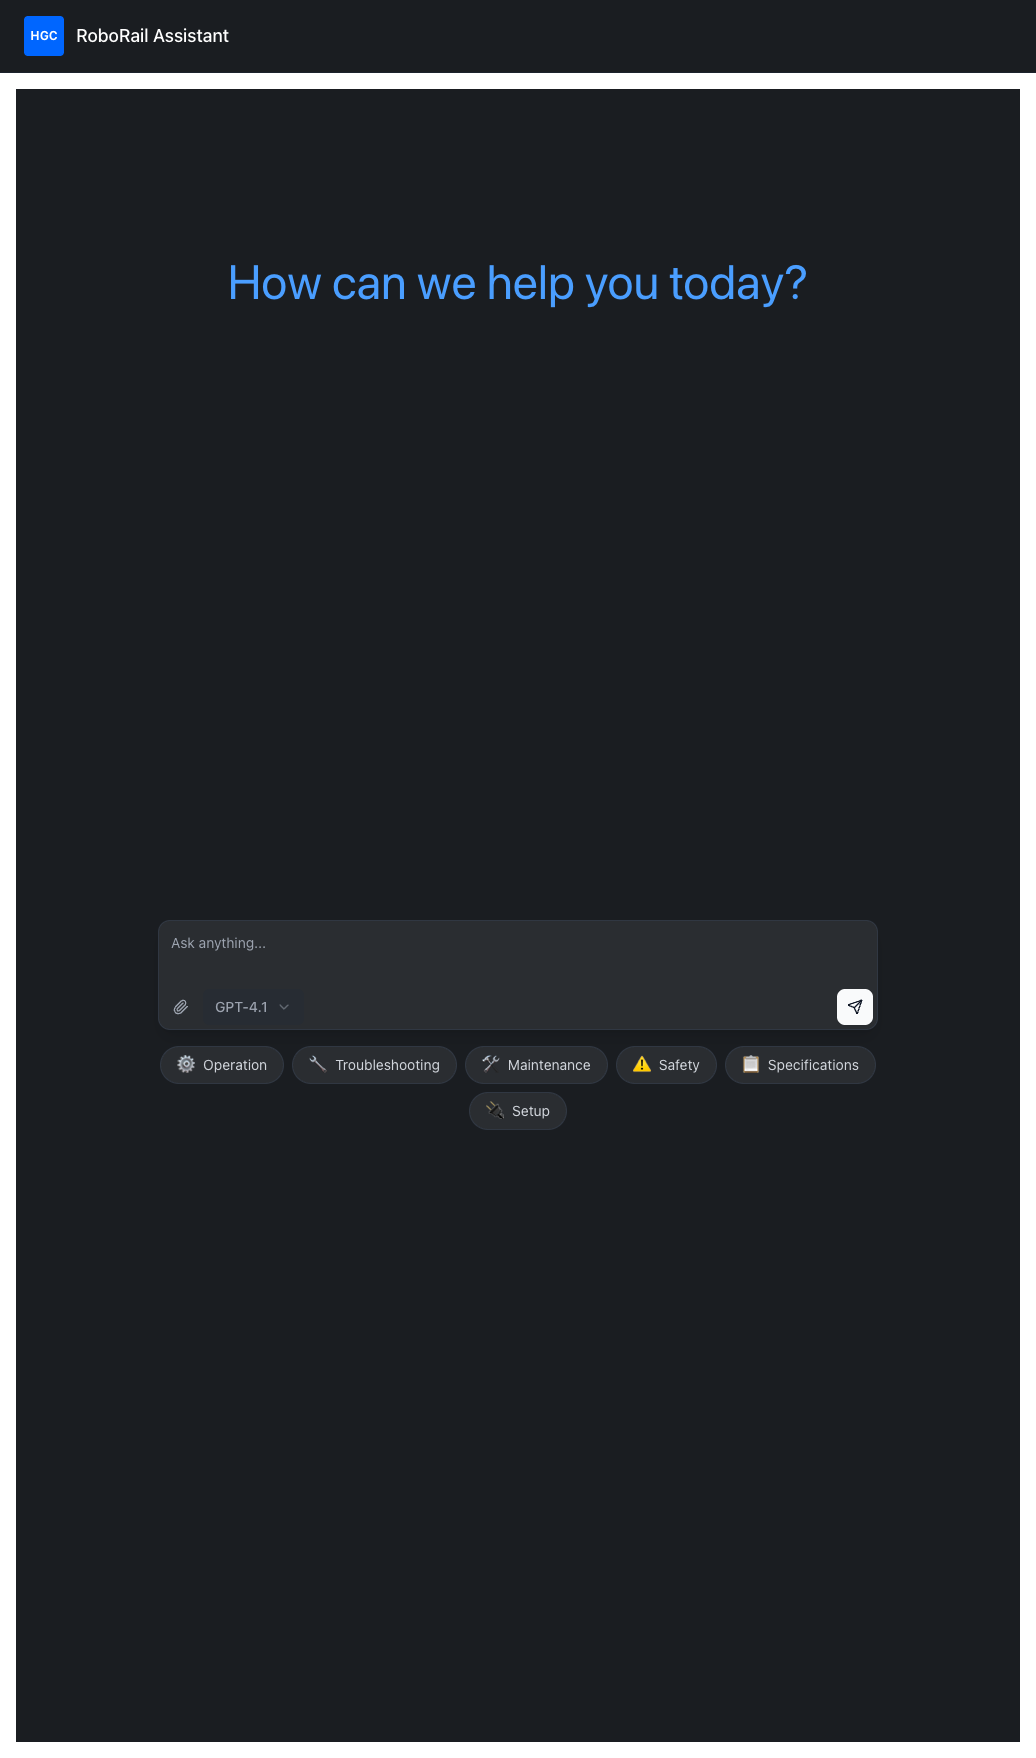 HGC RoboRail Assistant
How can we help you today?
Ask anything...
GPT-4.1
Operation Troubleshooting Maintenance Safety Specifications
Setup